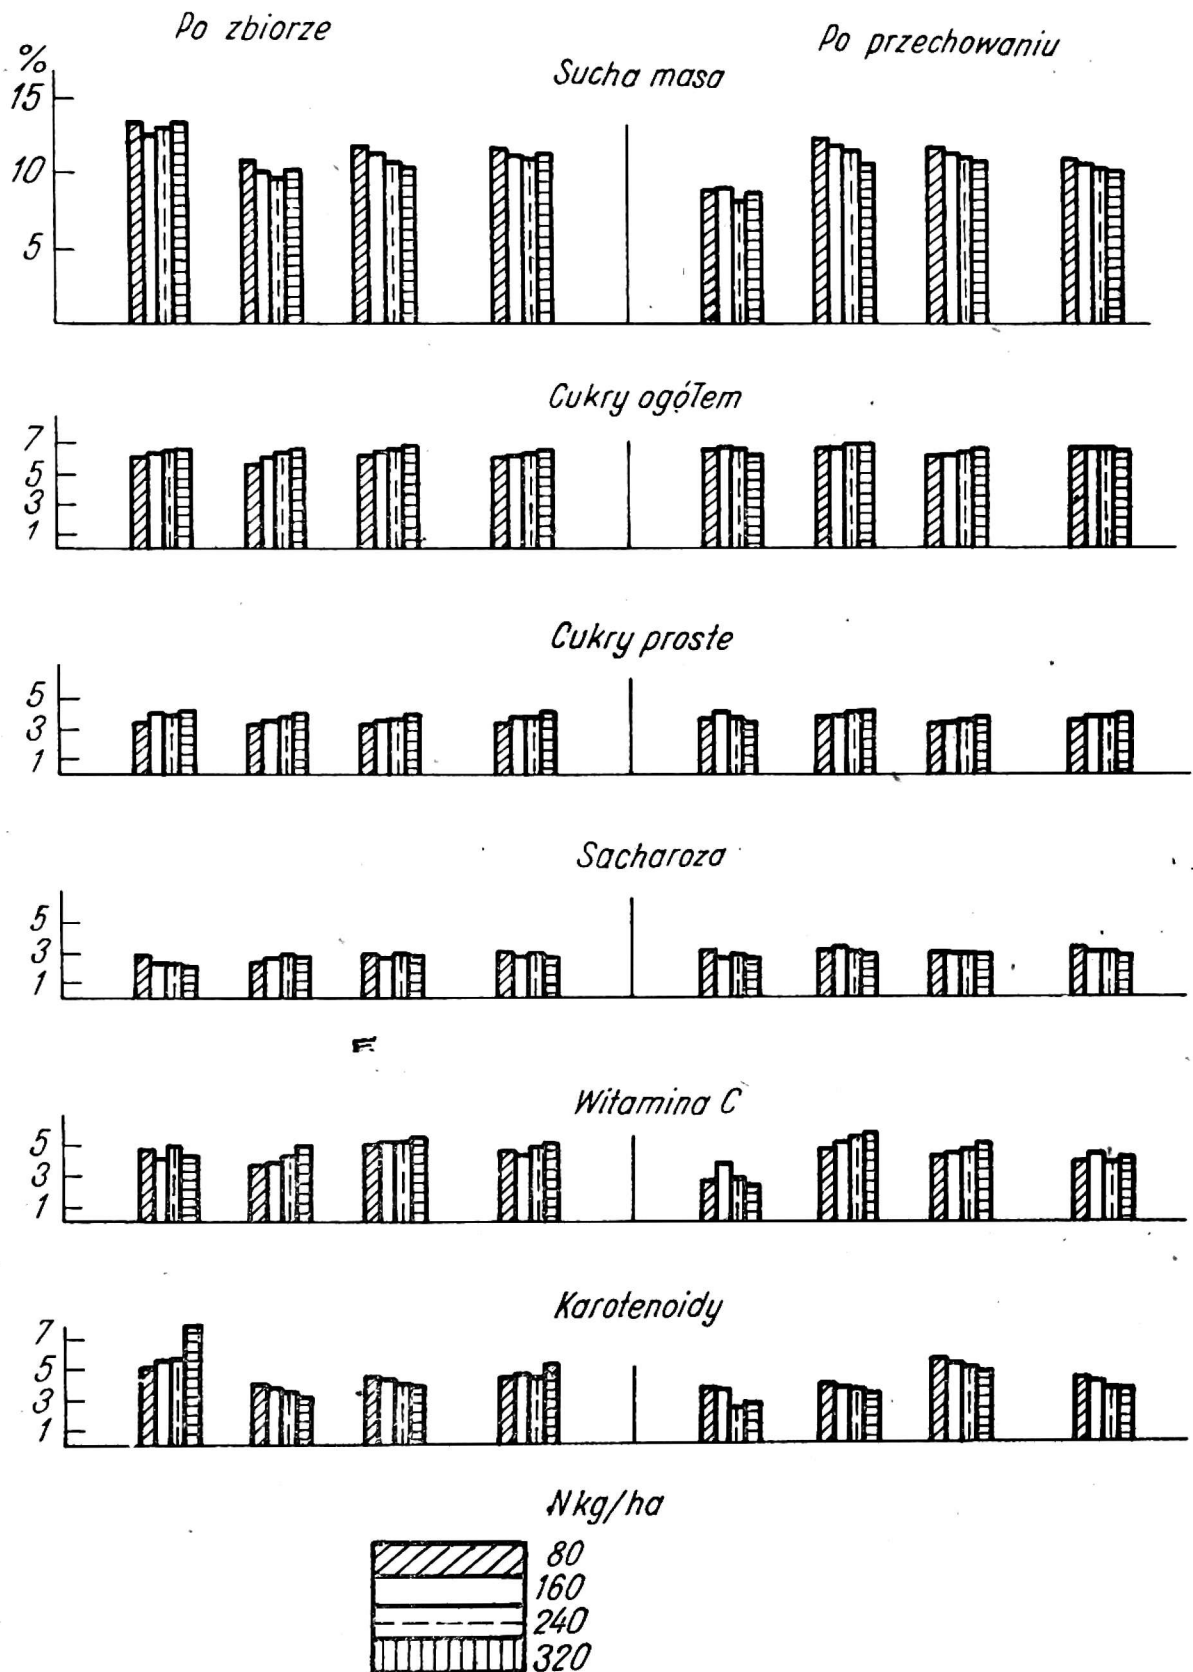 Po zbiorze
Po przechowaniu
%
Sucha masa
15
10
5
Cukry ogółem
7
5
3
1
Cukry proste
5
3
1
Sacharoza
5
3
1
Witamina C
5
3
1
Karotenoidy
7
5
3
1
N kg/ha
80
160
240
320